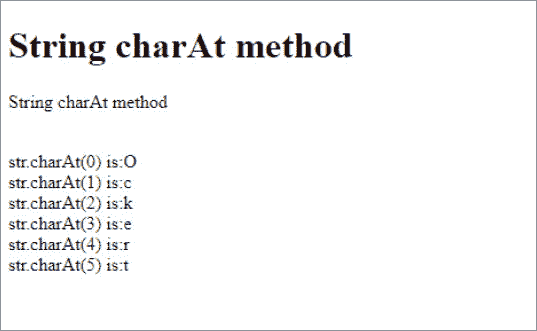 String charAt method
String charAt method
str.charAt(0) is:O
str.charAt(1) is:c
str.charAt(2) is:k
str.charAt(3) is:e
str.charAt(4) is:r
str.charAt(5) is:t